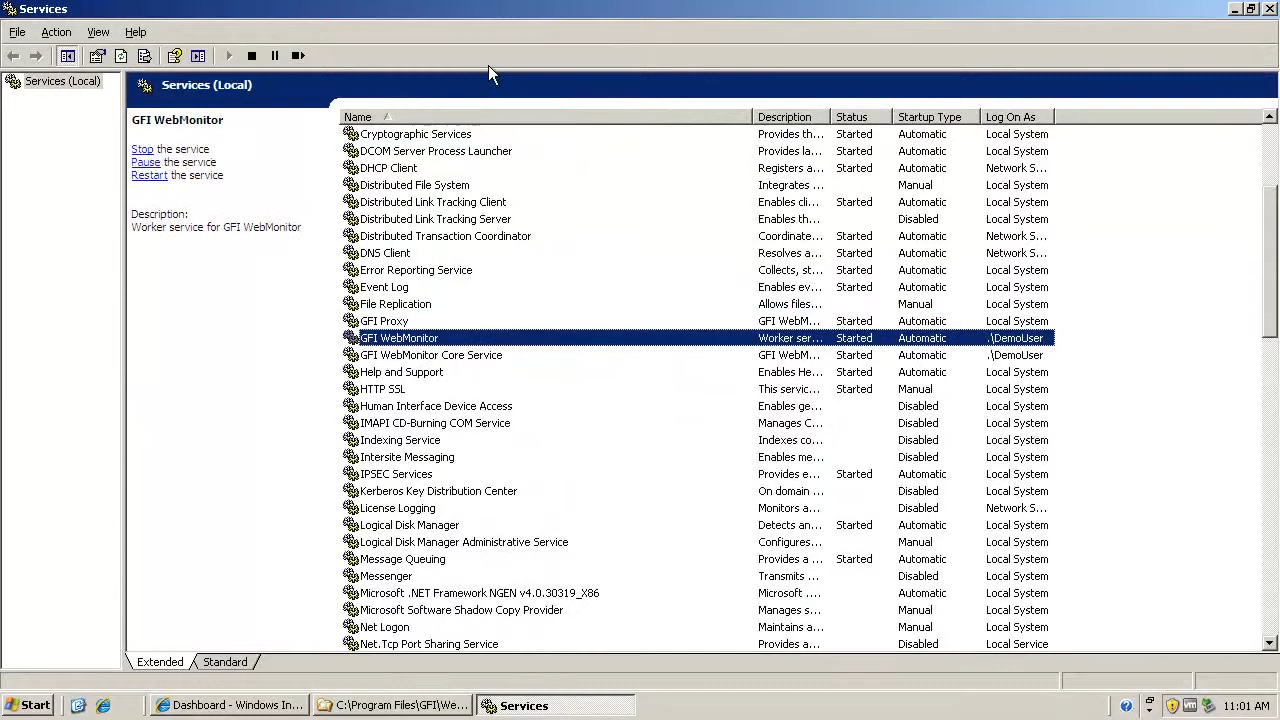 Services
File Action View Help
Services (Local)
Services (Local)
GFI WebMonitor
Stop the service
Pause the service
Restart the service
Description:
Worker service for GFI WebMonitor
Name Description Status Startup Type Log On As
Cryptographic Services Provides th... Started Automatic Local System
DCOM Server Process Launcher Provides la... Started Automatic Local System
DHCP Client Registers a... Started Automatic Network S...
Distributed File System Integrates ... Manual Local System
Distributed Link Tracking Client Enables cli... Started Automatic Local System
Distributed Link Tracking Server Enables th... Disabled Local System
Distributed Transaction Coordinator Coordinate... Started Automatic Network S...
DNS Client Resolves a... Started Automatic Network S...
Error Reporting Service Collects, st... Started Automatic Local System
Event Log Enables ev... Started Automatic Local System
File Replication Allows files... Manual Local System
GFI Proxy GFI WebM... Started Automatic Local System
GFI WebMonitor Worker ser... Started Automatic .\DemoUser
GFI WebMonitor Core Service GFI WebM... Started Automatic .\DemoUser
Help and Support Enables He... Started Automatic Local System
HTTP SSL This servic... Started Manual Local System
Human Interface Device Access Enables ge... Disabled Local System
IMAPI CD-Burning COM Service Manages C... Disabled Local System
Indexing Service Indexes co... Disabled Local System
Intersite Messaging Enables me... Disabled Local System
IPSEC Services Provides e... Started Automatic Local System
Kerberos Key Distribution Center On domain ... Disabled Local System
License Logging Monitors a... Disabled Network S...
Logical Disk Manager Detects an... Started Automatic Local System
Logical Disk Manager Administrative Service Configures... Manual Local System
Message Queuing Provides a ... Started Automatic Local System
Messenger Transmits ... Disabled Local System
Microsoft .NET Framework NGEN v4.0.30319_X86 Microsoft .... Automatic Local System
Microsoft Software Shadow Copy Provider Manages s... Manual Local System
Net Logon Maintains a... Manual Local System
Net.Tcp Port Sharing Service Provides a... Disabled Local Service
Extended Standard
Start Dashboard - Windows In... C:\Program Files\GFI\We... Services 11:01 AM